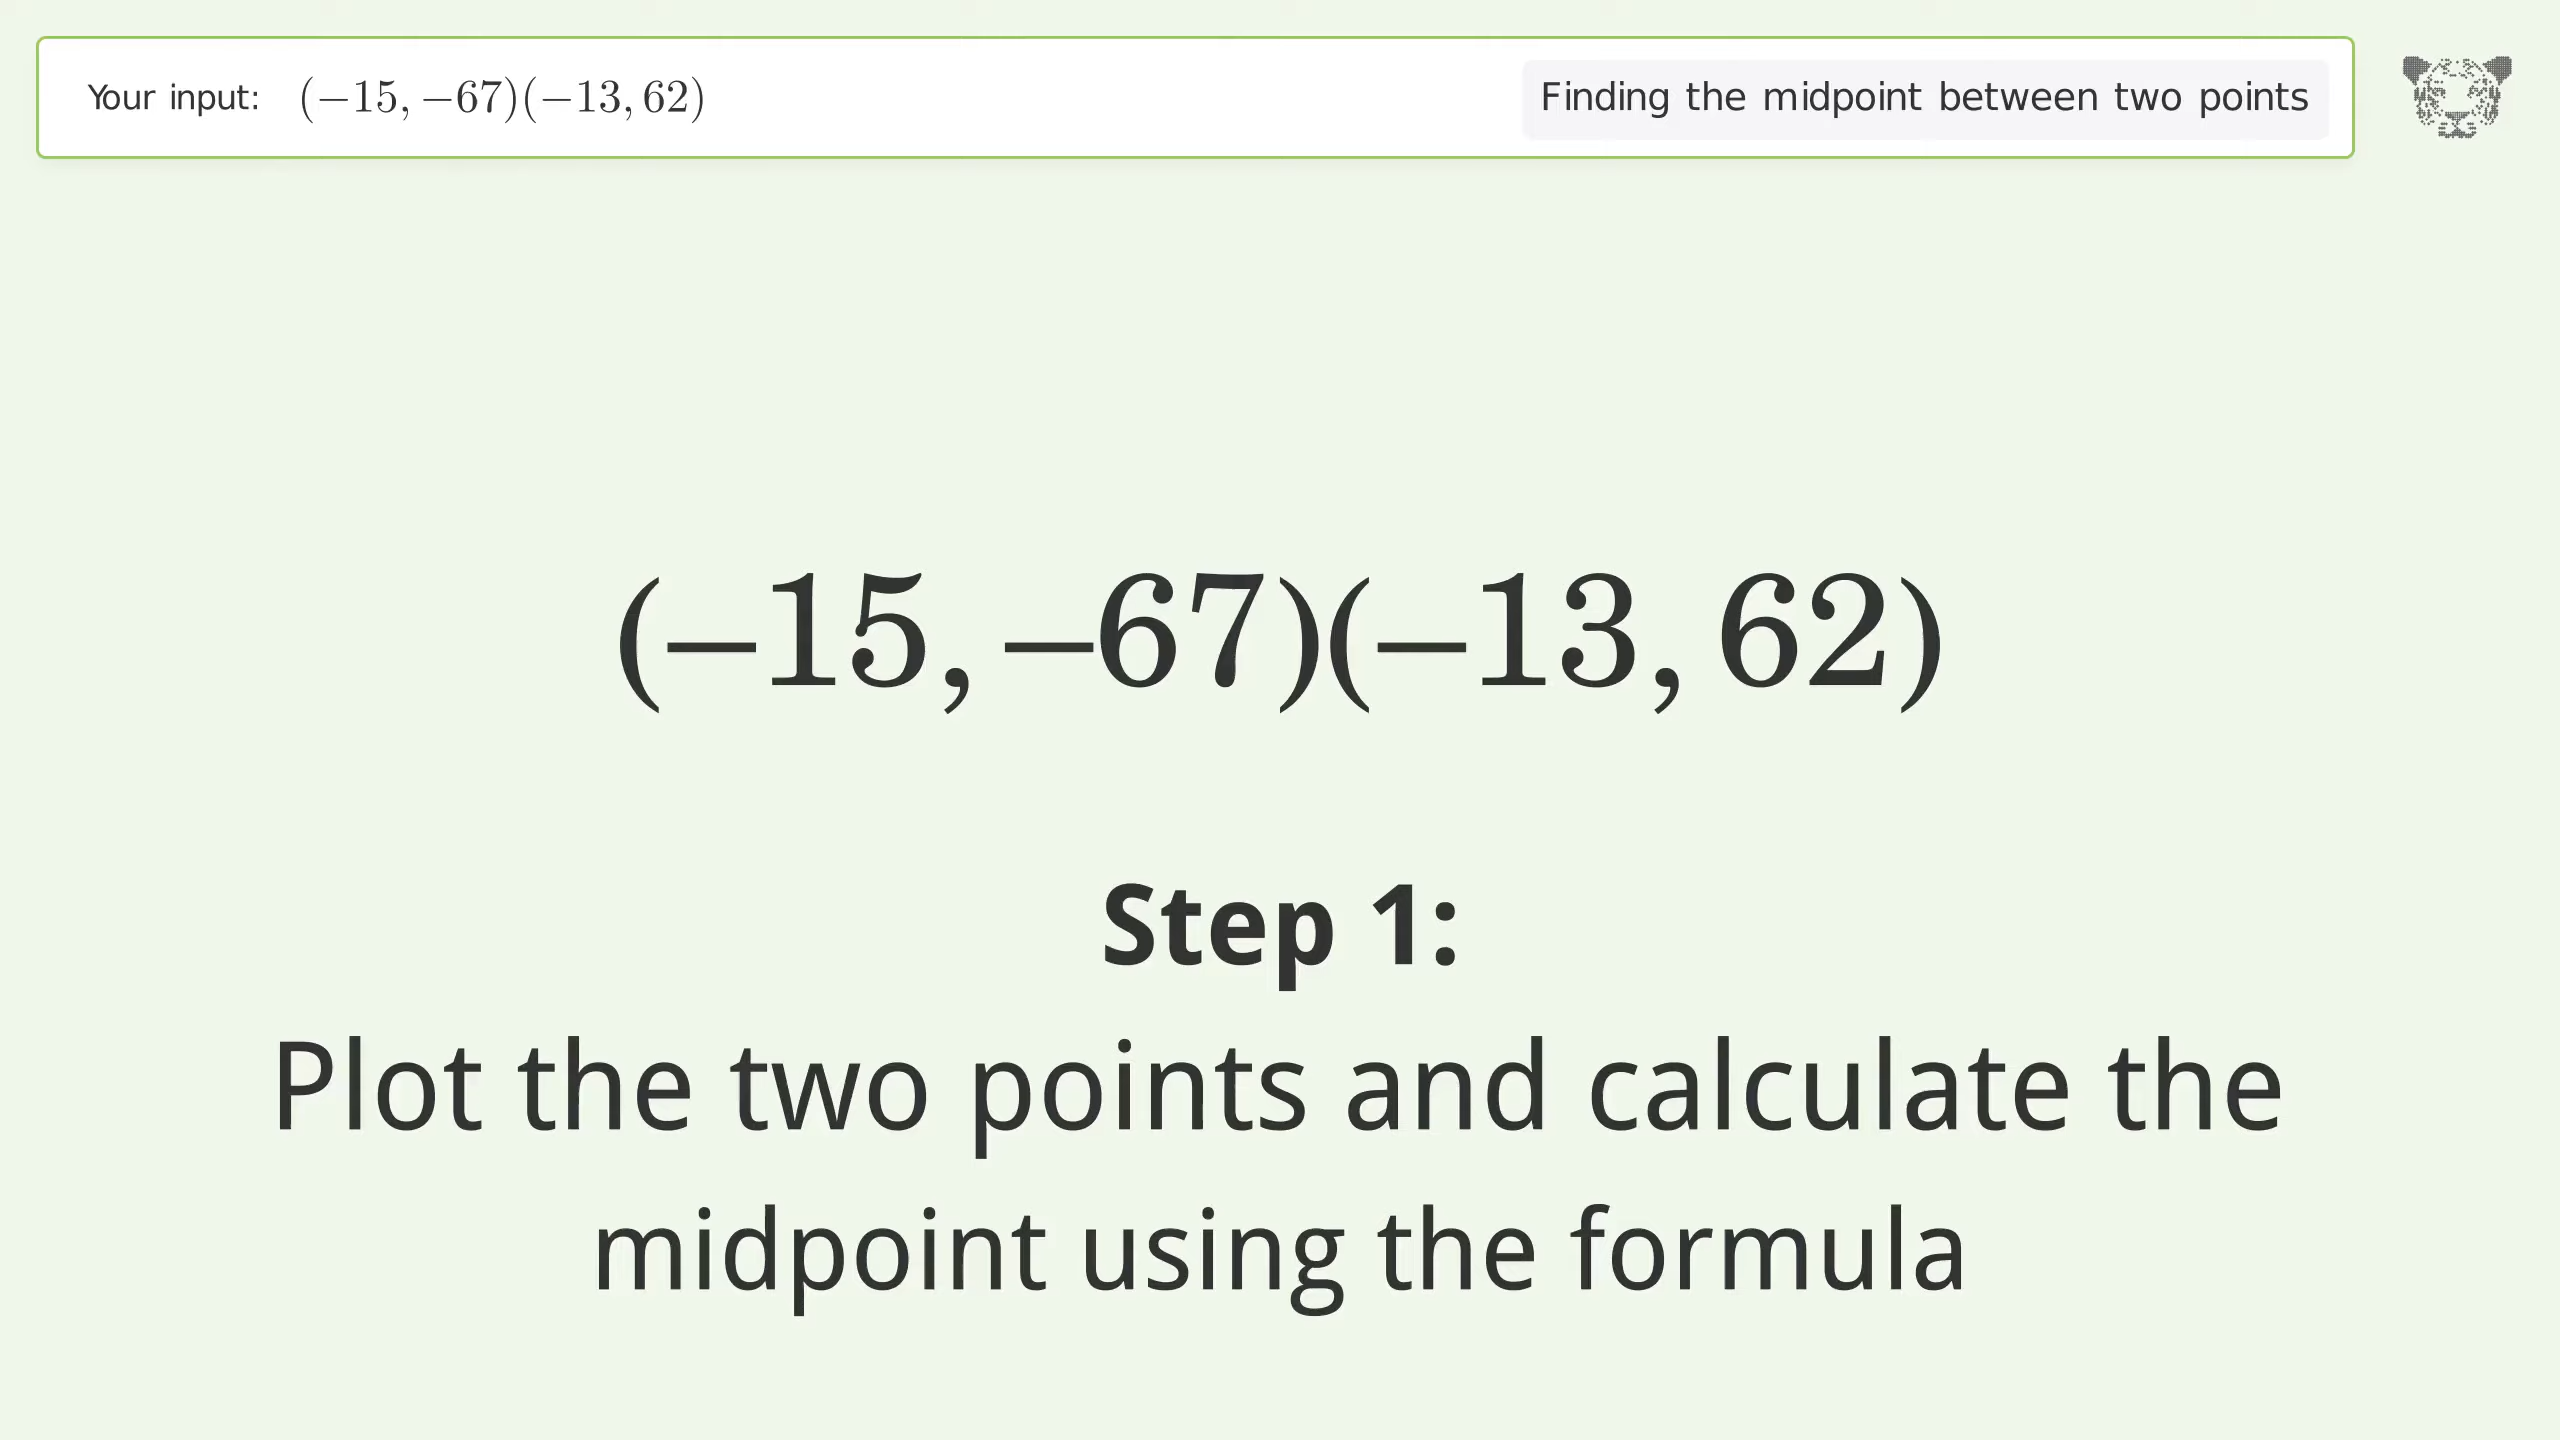 Your input: (−15, −67)(−13, 62)
Finding the midpoint between two points
(−15, −67)(−13, 62)
Step 1:
Plot the two points and calculate the
midpoint using the formula